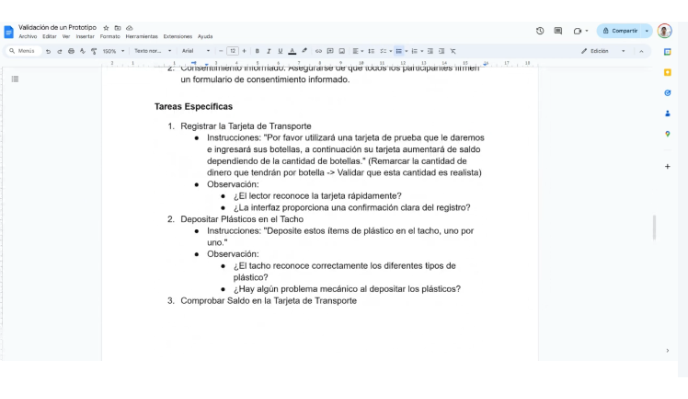 Validación de un Prototipo
Archivo Editar Ver Insertar Formato Herramientas Extensiones Ayuda
Compartir
Menús 100% Texto nor... Arial 12 Edición
2. Consentimiento Informado: Asegurarse de que todos los participantes firmen
un formulario de consentimiento informado.
Tareas Específicas
1. Registrar la Tarjeta de Transporte
● Instrucciones: "Por favor utilizará una tarjeta de prueba que le daremos
e ingresará sus botellas, a continuación su tarjeta aumentará de saldo
dependiendo de la cantidad de botellas." (Remarcar la cantidad de
dinero que tendrán por botella -> Validar que esta cantidad es realista)
● Observación:
● ¿El lector reconoce la tarjeta rápidamente?
● ¿La interfaz proporciona una confirmación clara del registro?
2. Depositar Plásticos en el Tacho
● Instrucciones: "Deposite estos ítems de plástico en el tacho, uno por
uno."
● Observación:
● ¿El tacho reconoce correctamente los diferentes tipos de
plástico?
● ¿Hay algún problema mecánico al depositar los plásticos?
3. Comprobar Saldo en la Tarjeta de Transporte